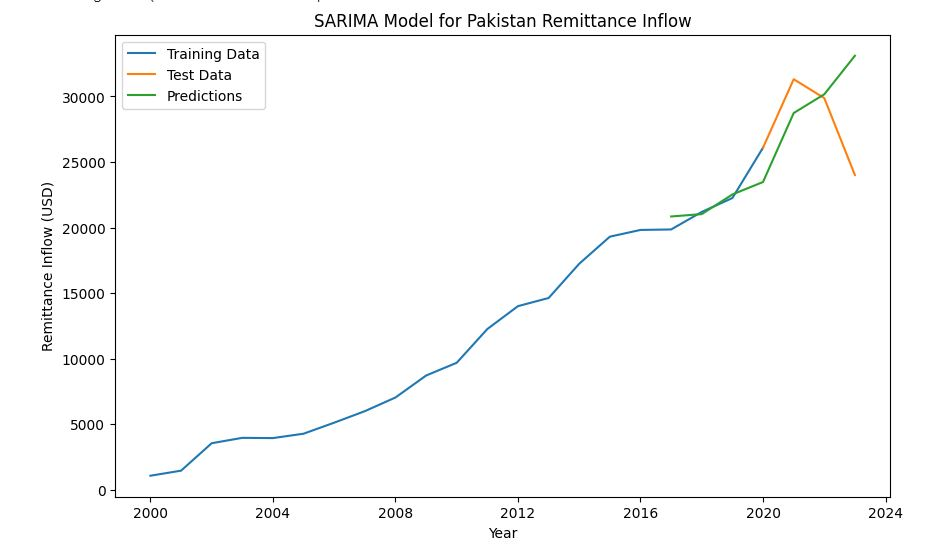 SARIMA Model for Pakistan Remittance Inflow
Training Data
Test Data
Predictions
30000
25000
20000
15000
10000
5000
0
Remittance Inflow (USD)
2000 2004 2008 2012 2016 2020 2024
Year